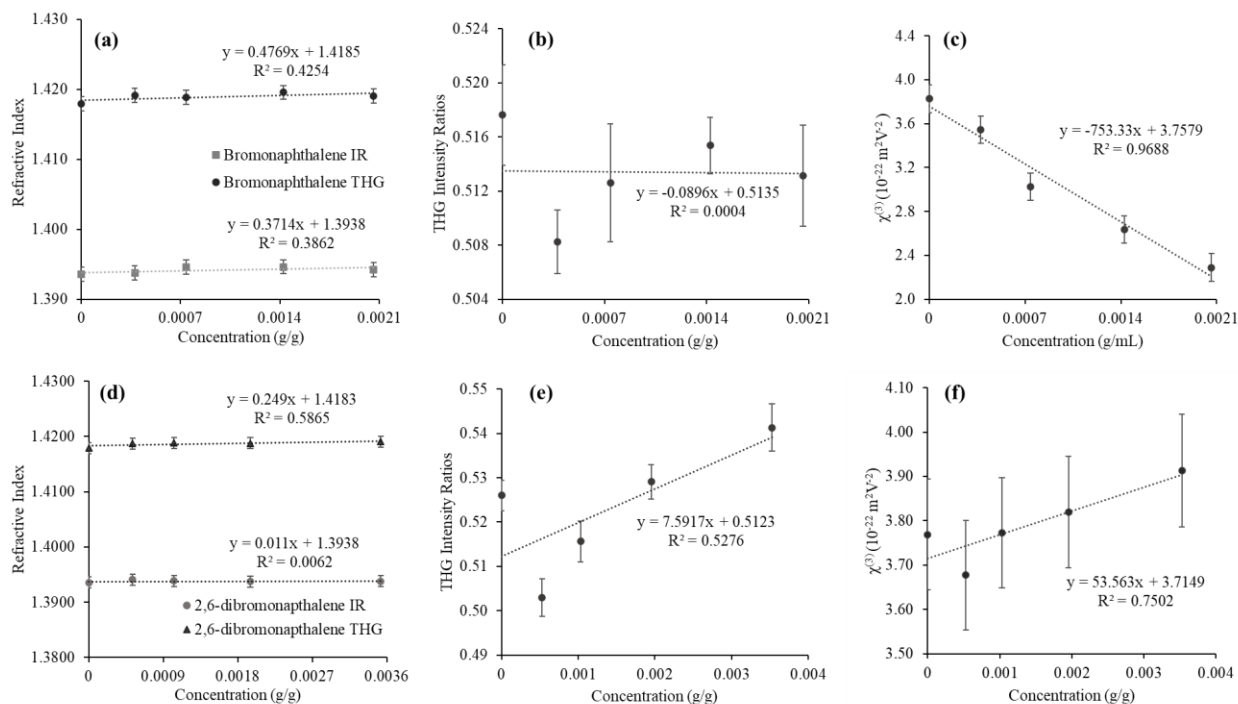 (a)
1.430
1.420
1.410
1.400
1.390
Refractive Index
y = 0.4769x + 1.4185
R² = 0.4254
Bromonaphthalene IR
Bromonaphthalene THG
y = 0.3714x + 1.3938
R² = 0.3862
0 0.0007 0.0014 0.0021
Concentration (g/g)
(b)
0.524
0.520
0.516
0.512
0.508
0.504
THG Intensity Ratios
y = -0.0896x + 0.5135
R² = 0.0004
0 0.0007 0.0014 0.0021
Concentration (g/g)
(c)
4.0
3.6
3.2
2.8
2.4
2.0
χ⁽³⁾ (10⁻²² m²V⁻²)
y = -753.33x + 3.7579
R² = 0.9688
0 0.0007 0.0014 0.0021
Concentration (g/mL)
(d)
1.4300
1.4200
1.4100
1.4000
1.3900
1.3800
Refractive Index
y = 0.249x + 1.4183
R² = 0.5865
y = 0.011x + 1.3938
R² = 0.0062
2,6-dibromonapthalene IR
2,6-dibromonapthalene THG
0 0.0009 0.0018 0.0027 0.0036
Concentration (g/g)
(e)
0.55
0.54
0.53
0.52
0.51
0.50
0.49
THG Intensity Ratios
y = 7.5917x + 0.5123
R² = 0.5276
0 0.001 0.002 0.003 0.004
Concentration (g/g)
(f)
4.10
4.00
3.90
3.80
3.70
3.60
3.50
χ⁽³⁾ (10⁻²² m²V⁻²)
y = 53.563x + 3.7149
R² = 0.7502
0 0.001 0.002 0.003 0.004
Concentration (g/g)